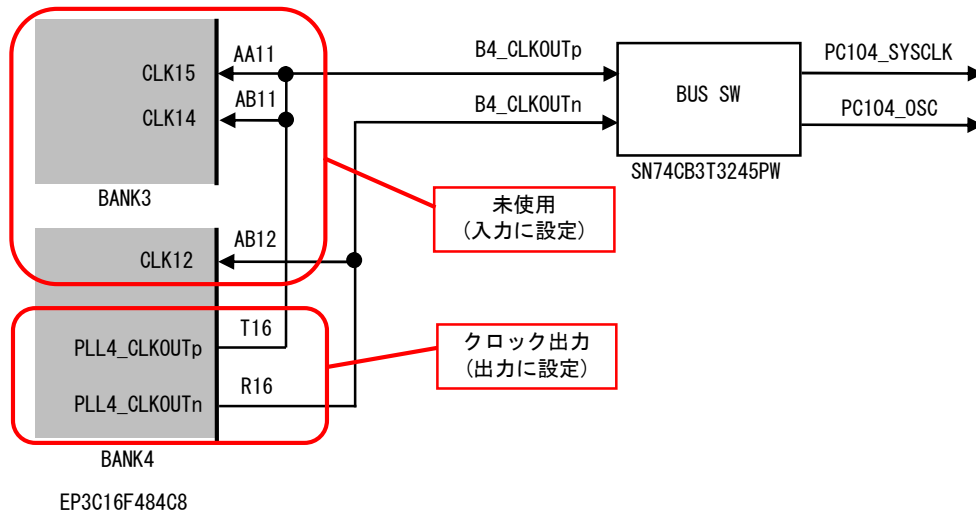 B4_CLKOUTp
PC104_SYSCLK
AA11
CLK15
BUS SW
AB11
B4_CLKOUTn
PC104_OSC
CLK14
SN74CB3T3245PW
BANK3
未使用
(入力に設定)
AB12
CLK12
T16
クロック出力
(出力に設定)
PLL4_CLKOUTp
R16
PLL4_CLKOUTn
BANK4
EP3C16F484C8